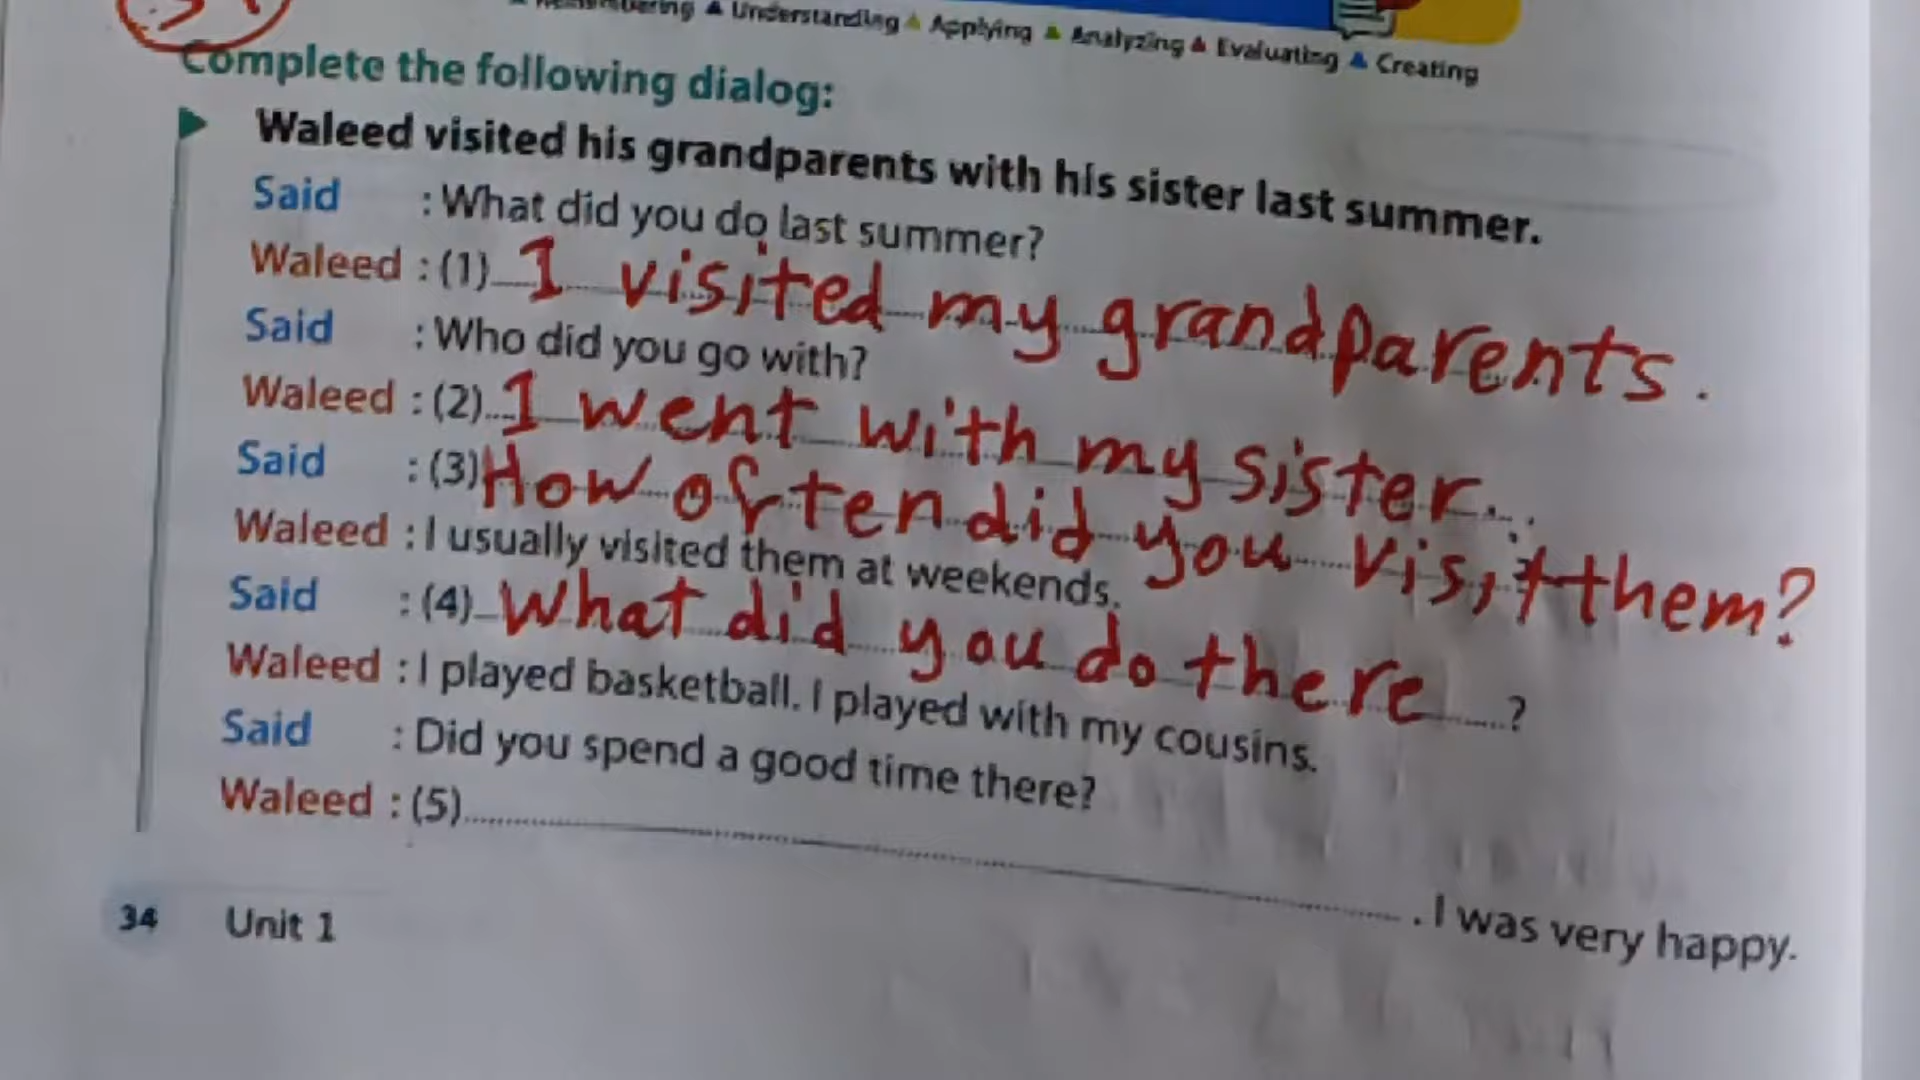 Understanding ▲ Applying ▲ Analyzing ▲ Evaluating ▲ Creating
Complete the following dialog:
Waleed visited his grandparents with his sister last summer.
Said : What did you do last summer?
Waleed : (1) I visited my grandparents.
Said : Who did you go with?
Waleed : (2) I went with my sister.
Said : (3) How often did you visit them?
Waleed : I usually visited them at weekends.
Said : (4) What did you do there ?
Waleed : I played basketball. I played with my cousins.
Said : Did you spend a good time there?
Waleed : (5) . I was very happy.
34 Unit 1